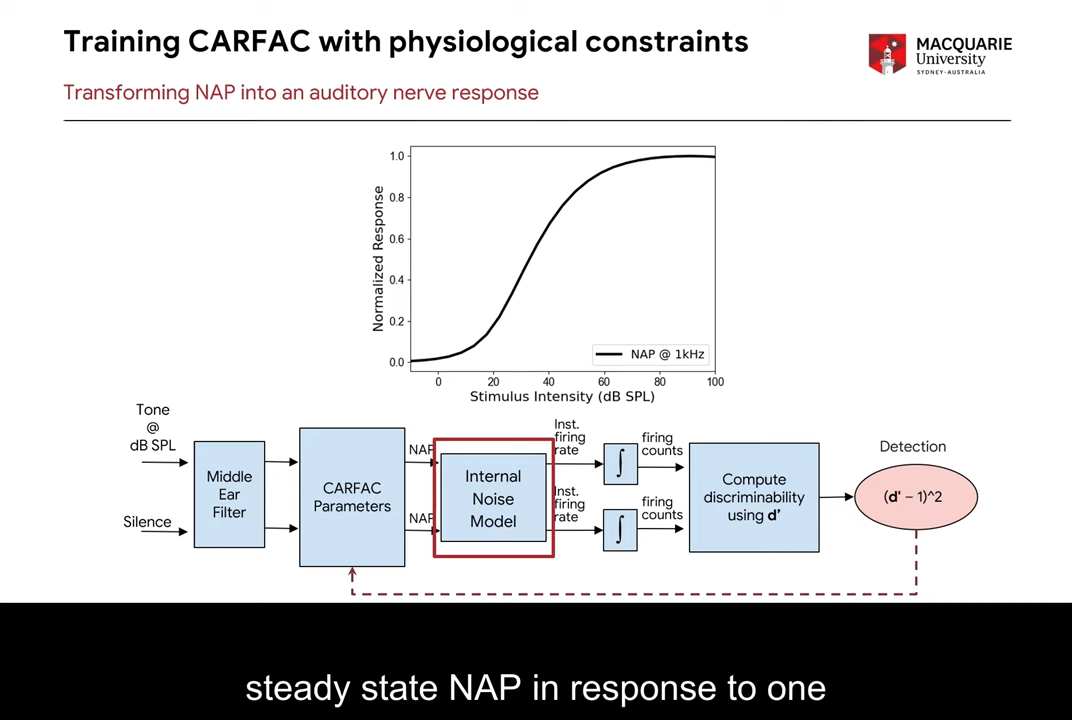 Training CARFAC with physiological constraints
MACQUARIE
University
SYDNEY·AUSTRALIA
Transforming NAP into an auditory nerve response
Normalized Response
1.0
0.8
0.6
0.4
0.2
0.0
NAP @ 1kHz
0 20 40 60 80 100
Stimulus Intensity (dB SPL)
Tone
@
dB SPL
Silence
Middle
Ear
Filter
CARFAC
Parameters
NAP
NAP
Internal
Noise
Model
Inst.
firing
rate
Inst.
firing
rate
∫
∫
firing
counts
firing
counts
Compute
discriminability
using d'
Detection
(d' − 1)^2
steady state NAP in response to one